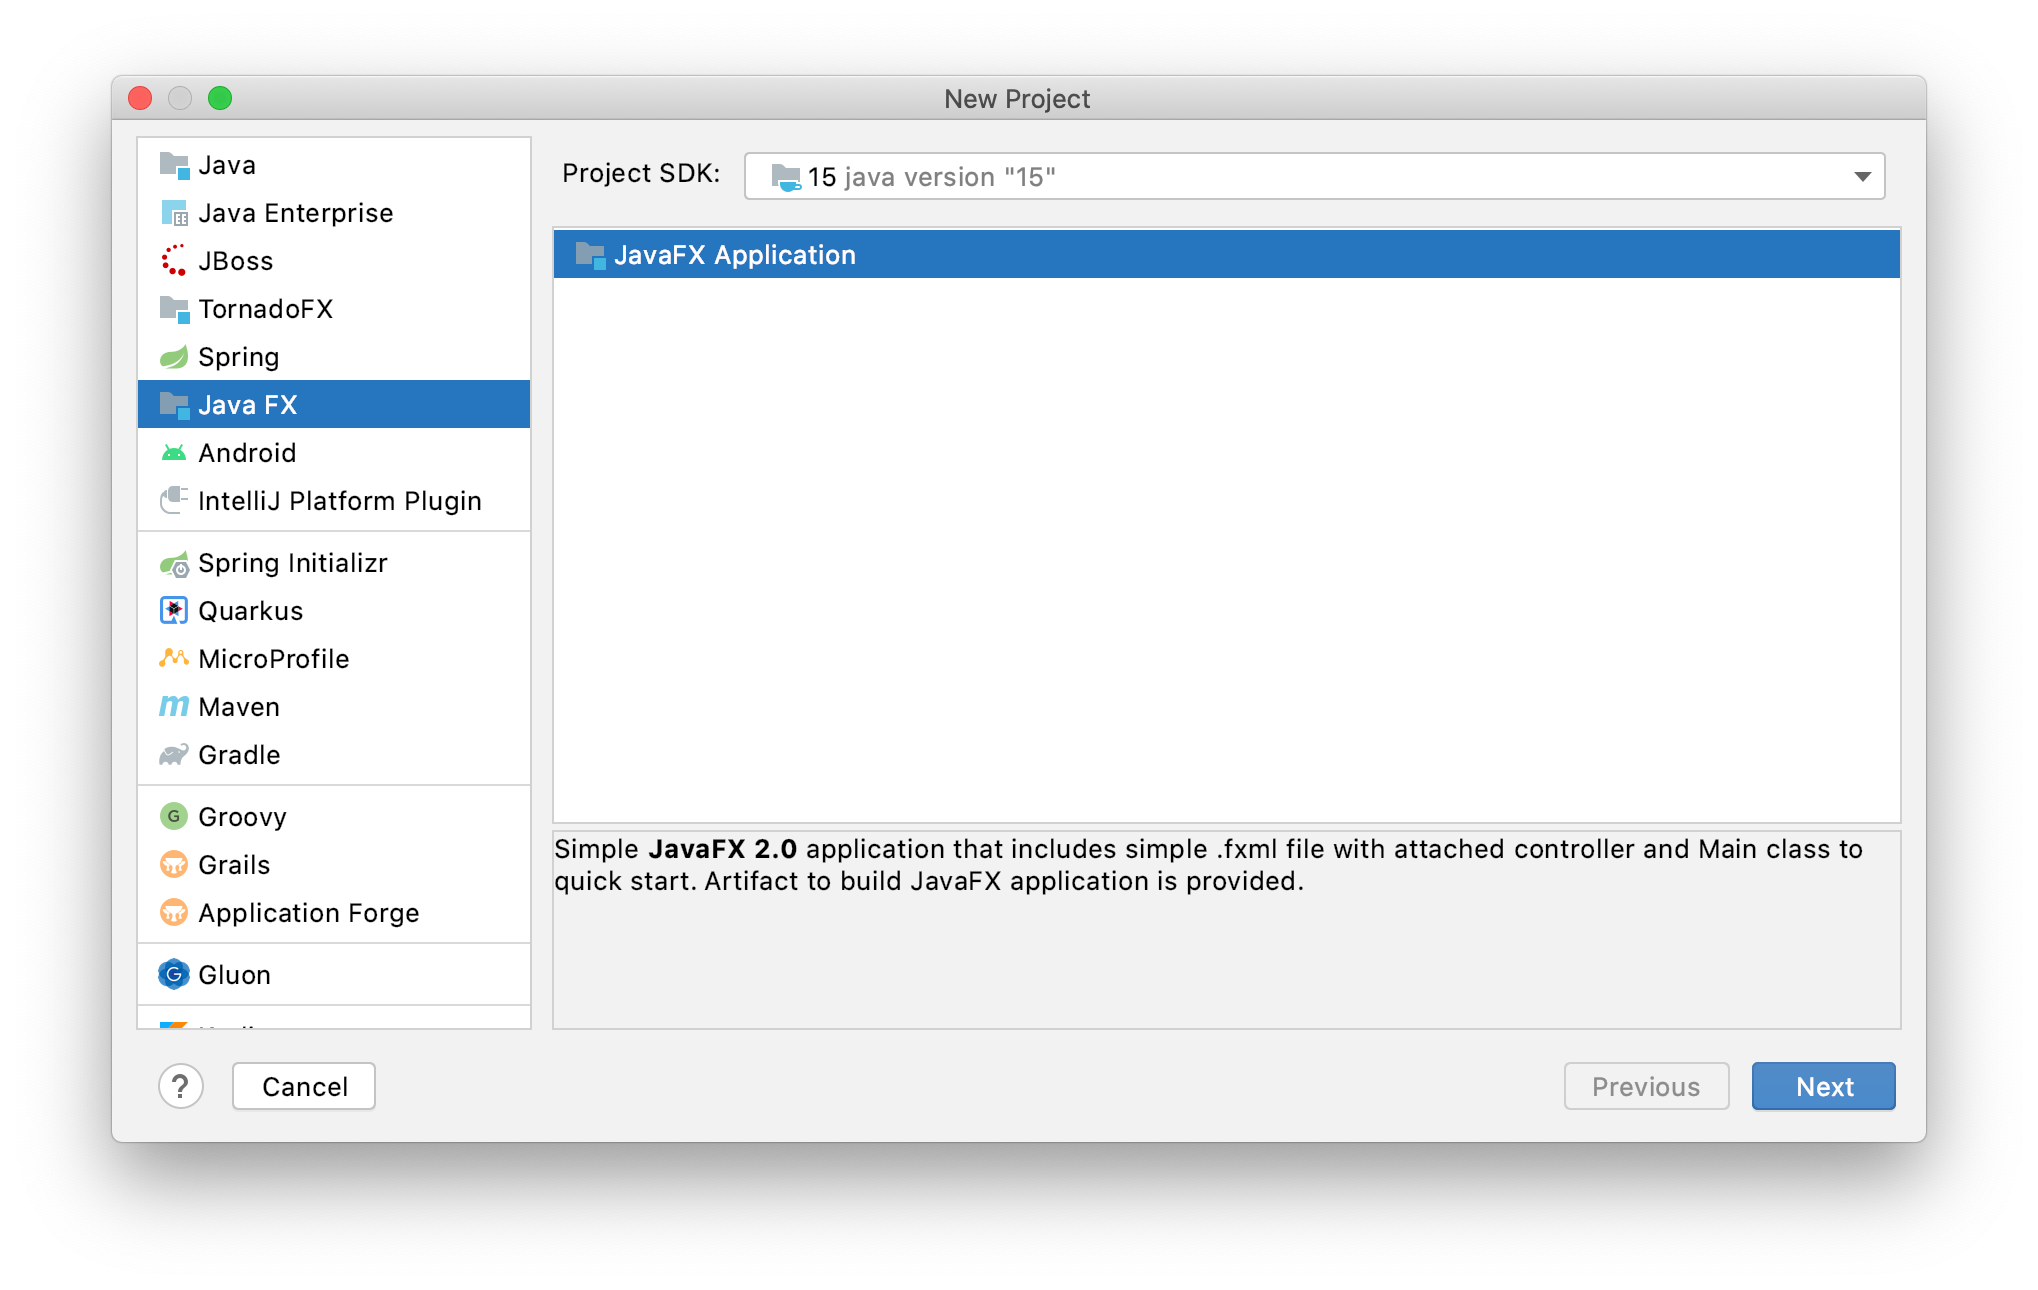 New Project
Java
Java Enterprise
JBoss
TornadoFX
Spring
Java FX
Android
IntelliJ Platform Plugin
Spring Initializr
Quarkus
MicroProfile
Maven
Gradle
G Groovy
Grails
Application Forge
G Gluon
Project SDK: 15 java version "15"
JavaFX Application
Simple JavaFX 2.0 application that includes simple .fxml file with attached controller and Main class to
quick start. Artifact to build JavaFX application is provided.
? Cancel Previous Next